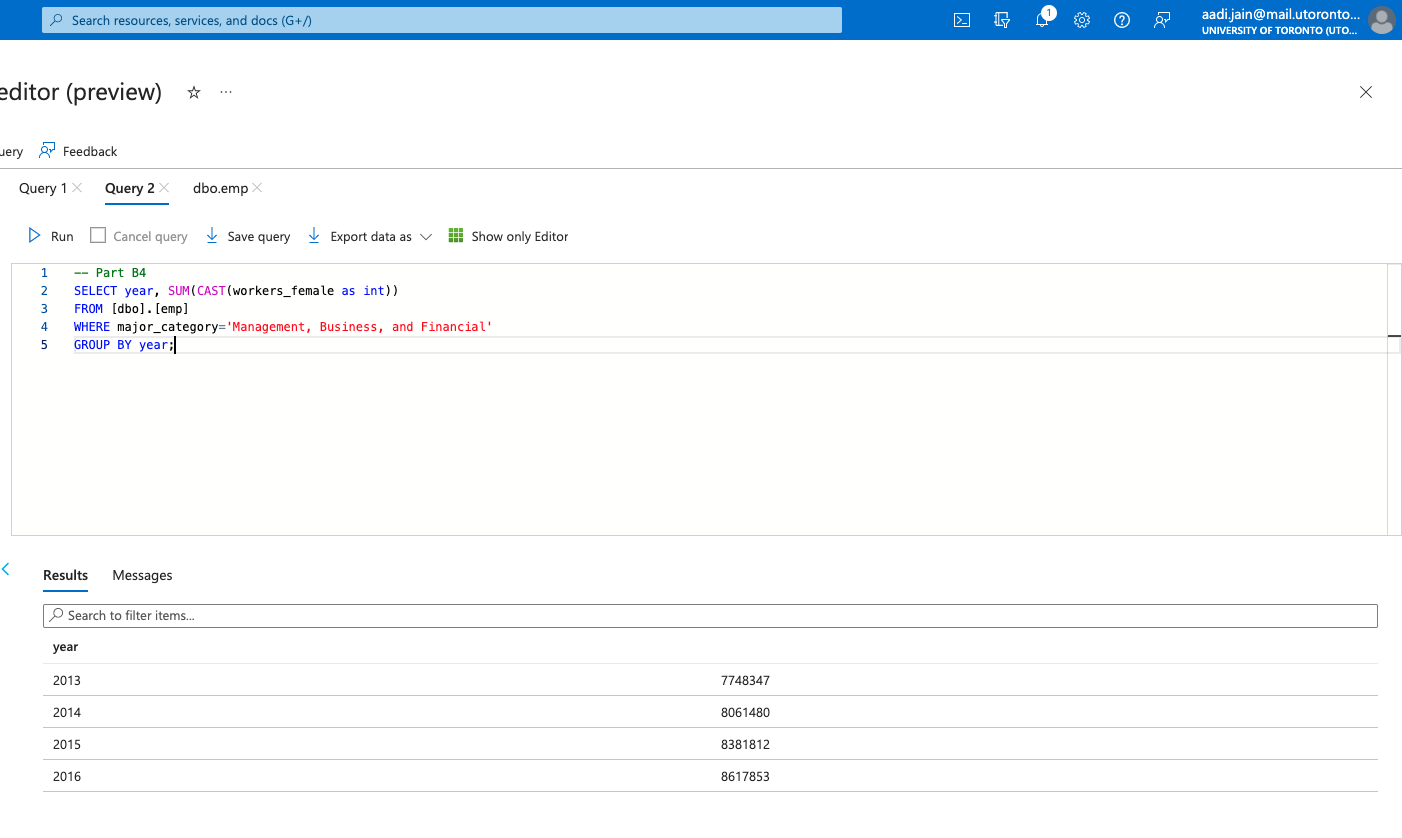 Search resources, services, and docs (G+/)
1
aadi.jain@mail.utoronto...
UNIVERSITY OF TORONTO (UTO...
editor (preview)
uery
Feedback
Query 1
Query 2
dbo.emp
Run
Cancel query
Save query
Export data as
Show only Editor
1 -- Part B4
2 SELECT year, SUM(CAST(workers_female as int))
3 FROM [dbo].[emp]
4 WHERE major_category='Management, Business, and Financial'
5 GROUP BY year;
Results
Messages
Search to filter items...
year
2013 7748347
2014 8061480
2015 8381812
2016 8617853